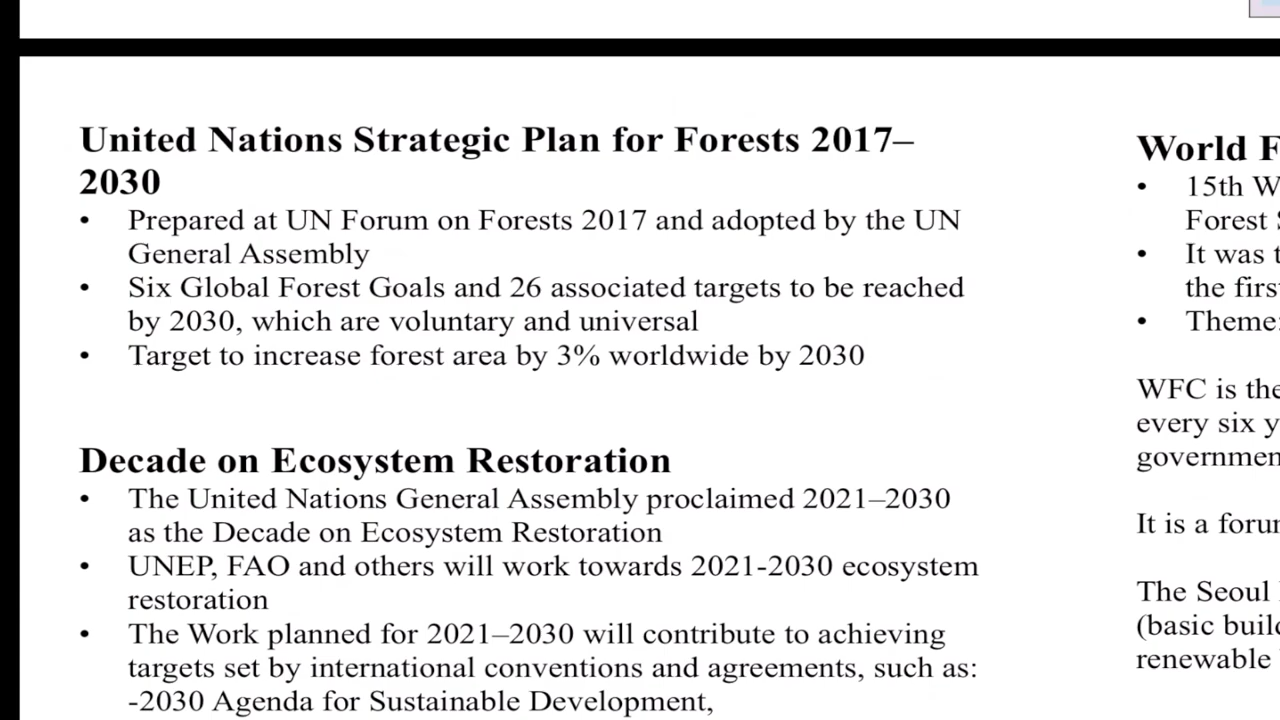 United Nations Strategic Plan for Forests 2017–
2030
• Prepared at UN Forum on Forests 2017 and adopted by the UN
General Assembly
• Six Global Forest Goals and 26 associated targets to be reached
by 2030, which are voluntary and universal
• Target to increase forest area by 3% worldwide by 2030
Decade on Ecosystem Restoration
• The United Nations General Assembly proclaimed 2021–2030
as the Decade on Ecosystem Restoration
• UNEP, FAO and others will work towards 2021-2030 ecosystem
restoration
• The Work planned for 2021–2030 will contribute to achieving
targets set by international conventions and agreements, such as:
-2030 Agenda for Sustainable Development,
World F
• 15th W
Forest S
• It was t
the firs
• Theme:
WFC is the
every six y
governmen
It is a forum
The Seoul
(basic build
renewable